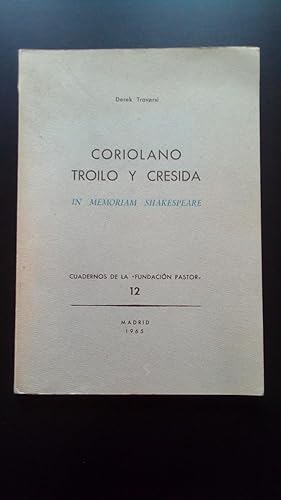 Derek Traversi
CORIOLANO
TROILO Y CRESIDA
IN MEMORIAM SHAKESPEARE
CUADERNOS DE LA «FUNDACIÓN PASTOR»
12
MADRID
1965